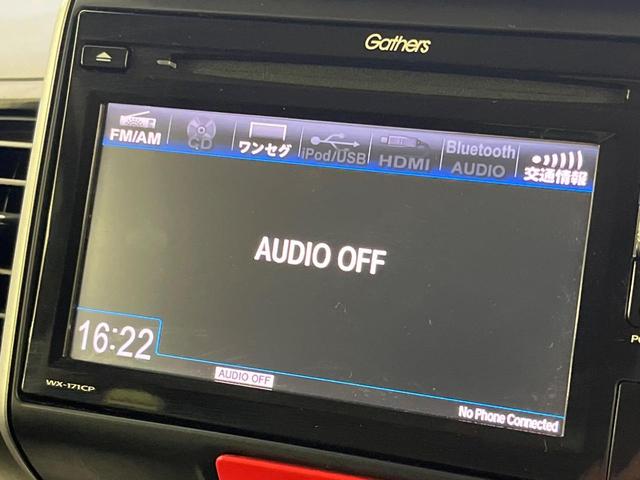 Gathers
FM/AM CD ワンセグ iPod/USB HDMI Bluetooth AUDIO 交通情報
AUDIO OFF
16:22
AUDIO OFF
WX-171CP
No Phone Connected